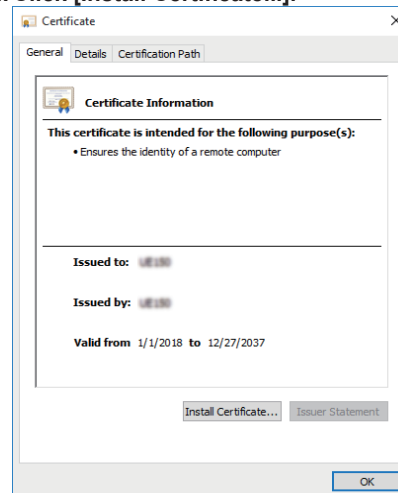 Certificate
General Details Certification Path
Certificate Information
This certificate is intended for the following purpose(s):
• Ensures the identity of a remote computer
Issued to:
Issued by:
Valid from 1/1/2018 to 12/27/2037
Install Certificate... Issuer Statement
OK